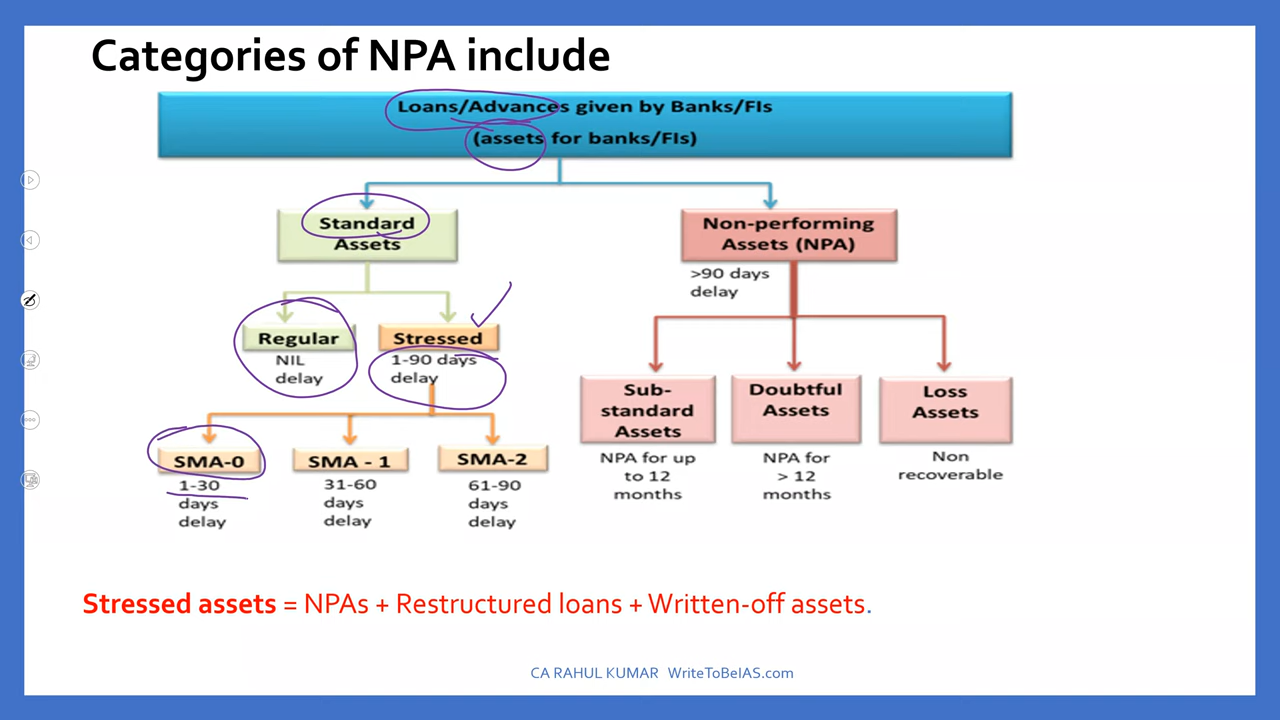 Categories of NPA include
Loans/Advances given by Banks/FIs
(assets for banks/FIs)
Standard
Assets
Non-performing
Assets (NPA)
>90 days
delay
Regular
NIL
delay
Stressed
1-90 days
delay
Sub-
standard
Assets
NPA for up
to 12
months
Doubtful
Assets
NPA for
> 12
months
Loss
Assets
Non
recoverable
SMA-0
1-30
days
delay
SMA - 1
31-60
days
delay
SMA-2
61-90
days
delay
Stressed assets = NPAs + Restructured loans + Written-off assets.
CA RAHUL KUMAR WriteToBeIAS.com